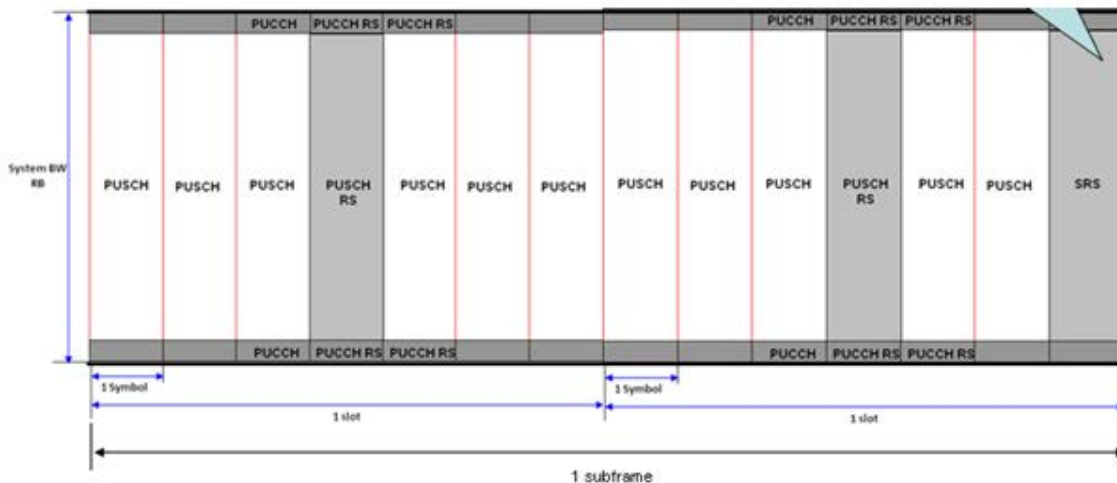 PUCCH PUCCH RS PUCCH RS PUCCH PUCCH RS PUCCH RS
System BW
RB
PUSCH PUSCH PUSCH PUSCH
RS PUSCH PUSCH PUSCH PUSCH PUSCH PUSCH PUSCH
RS PUSCH PUSCH SRS
PUCCH PUCCH RS PUCCH RS PUCCH PUCCH RS PUCCH RS
1 Symbol 1 Symbol
1 slot 1 slot
1 subframe